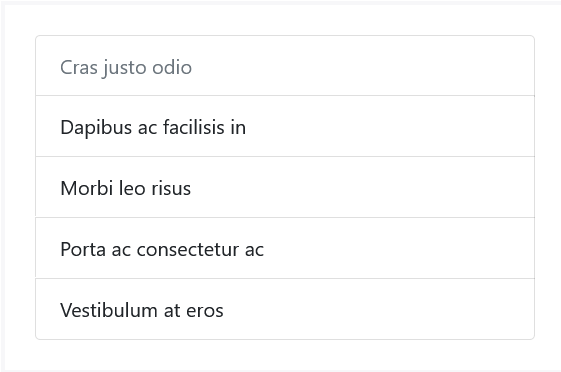 Cras justo odio
Dapibus ac facilisis in
Morbi leo risus
Porta ac consectetur ac
Vestibulum at eros